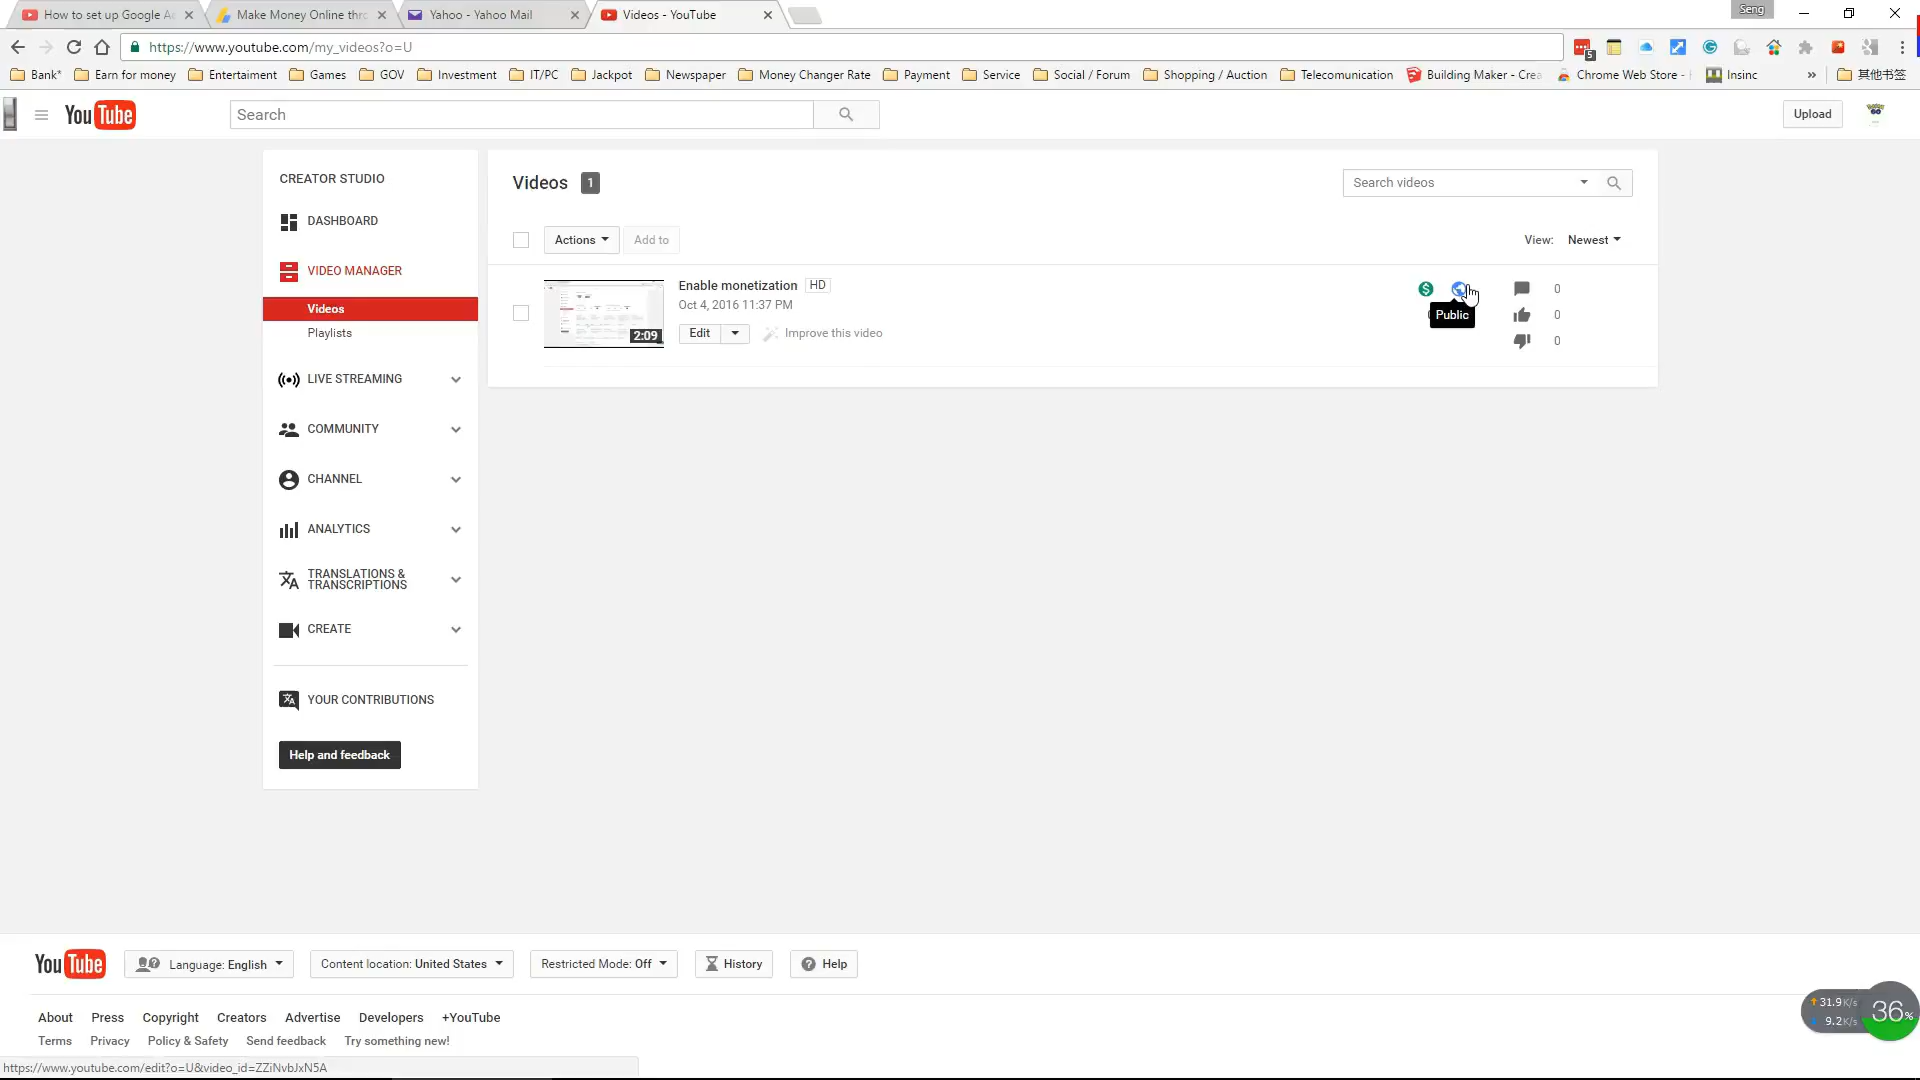 How to set up Google Ad
Make Money Online thro
Yahoo - Yahoo Mail
Videos - YouTube
Seng
https://www.youtube.com/my_videos?o=U
5
Bank*
Earn for money
Entertaiment
Games
GOV
Investment
IT/PC
Jackpot
Newspaper
Money Changer Rate
Payment
Service
Social / Forum
Shopping / Auction
Telecomunication
Building Maker - Crea
Chrome Web Store -
Insinc
»
其他书签
YouTube
Search
Upload
CREATOR STUDIO
DASHBOARD
VIDEO MANAGER
Videos
Playlists
LIVE STREAMING
COMMUNITY
CHANNEL
ANALYTICS
TRANSLATIONS &
TRANSCRIPTIONS
CREATE
YOUR CONTRIBUTIONS
Help and feedback
Videos 1
Search videos
Actions
Add to
View: Newest
2:09
Enable monetization HD
Oct 4, 2016 11:37 PM
Edit
Improve this video
$
Public
0
0
0
YouTube
Language: English
Content location: United States
Restricted Mode: Off
History
Help
About Press Copyright Creators Advertise Developers +YouTube
Terms Privacy Policy & Safety Send feedback Try something new!
31.9K/s
9.2K/s
36%
https://www.youtube.com/edit?o=U&video_id=ZZiNvbJxN5A